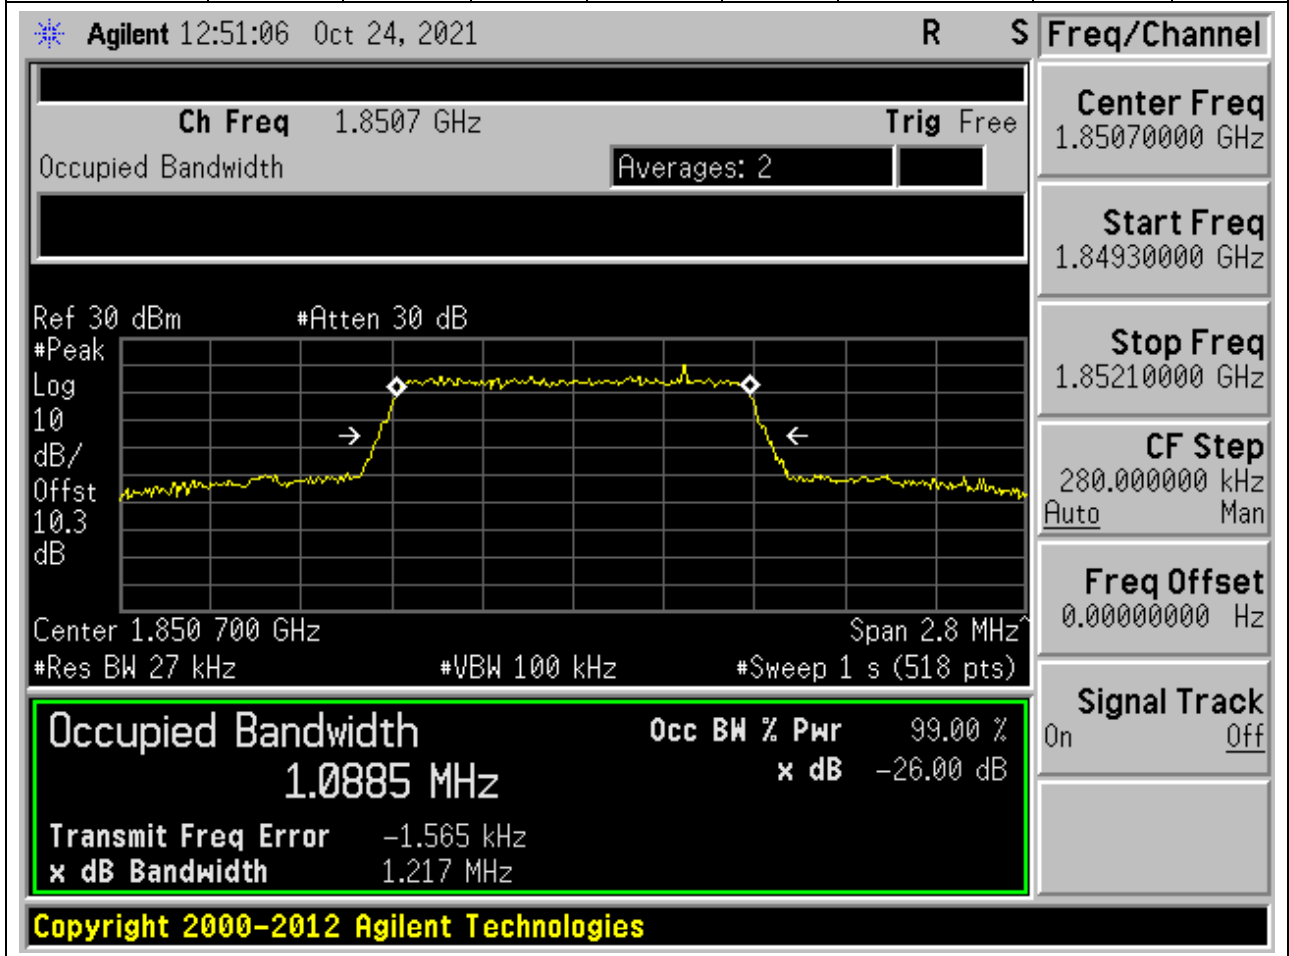 Agilent 12:51:06 Oct 24, 2021 R S Freq/Channel
Ch Freq 1.8507 GHz Trig Free
Occupied Bandwidth Averages: 2
Center Freq
1.85070000 GHz
Start Freq
1.84930000 GHz
Stop Freq
1.85210000 GHz
CF Step
280.000000 kHz
Auto Man
Freq Offset
0.00000000 Hz
Signal Track
On Off
Ref 30 dBm #Atten 30 dB
#Peak
Log
10
dB/
Offst
10.3
dB
Center 1.850 700 GHz Span 2.8 MHz^
#Res BW 27 kHz #VBW 100 kHz #Sweep 1 s (518 pts)
Occupied Bandwidth Occ BW % Pwr 99.00 %
1.0885 MHz x dB -26.00 dB
Transmit Freq Error -1.565 kHz
x dB Bandwidth 1.217 MHz
Copyright 2000-2012 Agilent Technologies